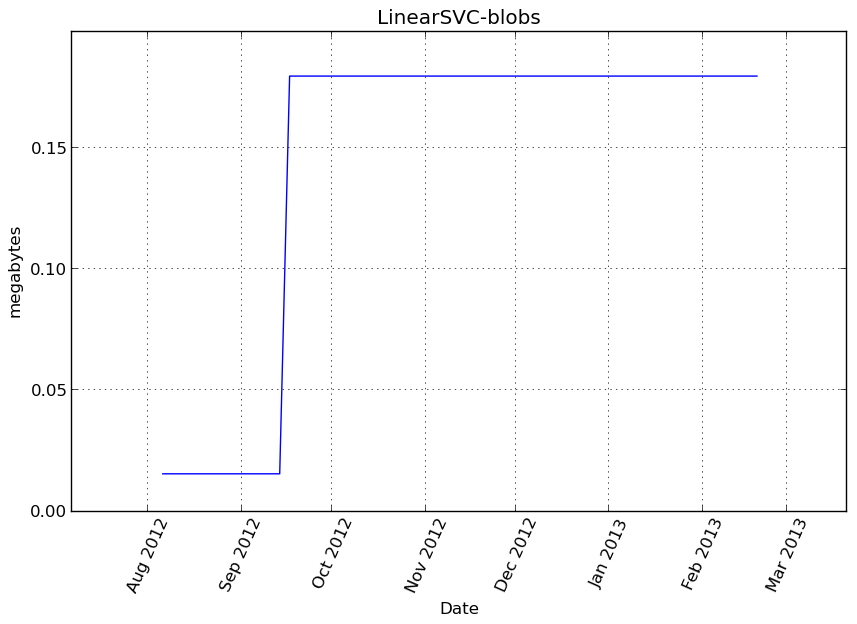 LinearSVC-blobs
megabytes
0.15
0.10
0.05
0.00
Aug 2012
Sep 2012
Oct 2012
Nov 2012
Dec 2012
Jan 2013
Feb 2013
Mar 2013
Date